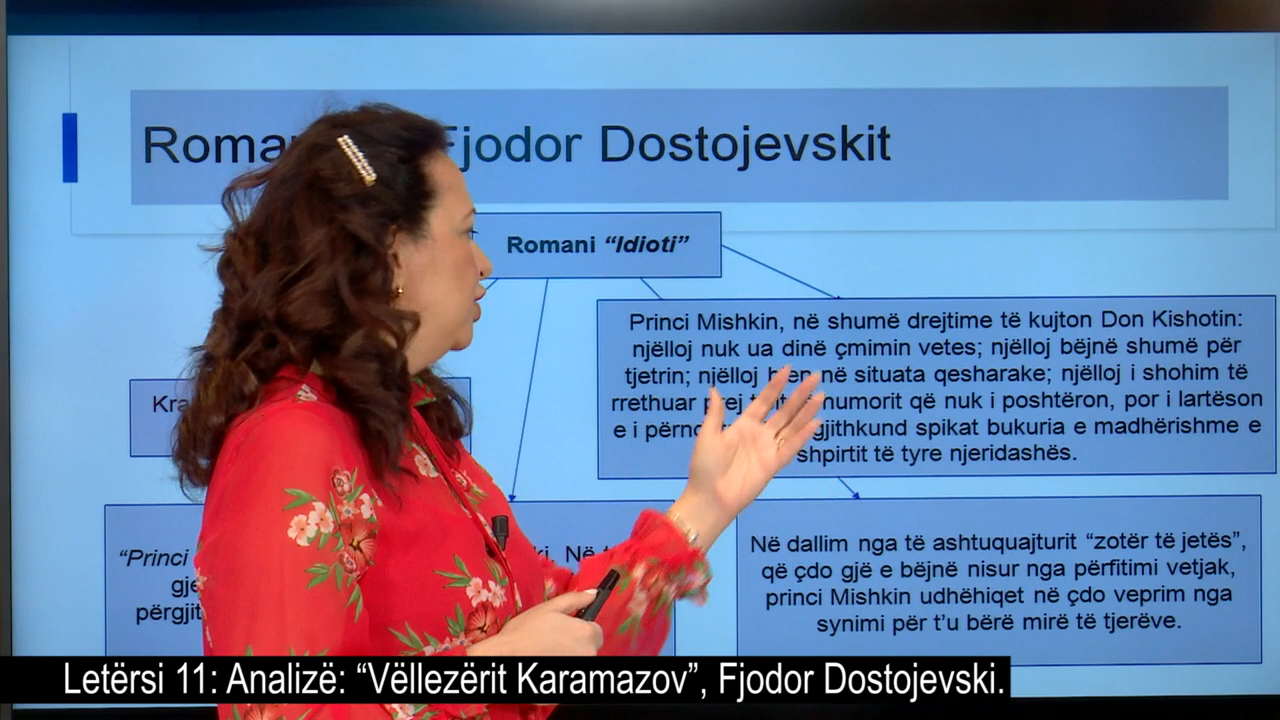 Fjodor Dostojevskit
Romani “Idioti”
Princi Mishkin, në shumë drejtime të kujton Don Kishotin:
njëlloj nuk ua dinë çmimin vetes; njëlloj bëjnë shumë për
tjetrin; njëlloj bien në situata qesharake; njëlloj i shohim të
rrethuar prej humorit që nuk i poshtëron, por i lartëson
e i gjithkund spikat bukuria e madhërishme e
shpirtit të tyre njeridashës.
“Princi
Në dallim nga të ashtuquajturit “zotër të jetës”,
që çdo gjë e bëjnë nisur nga përfitimi vetjak,
princi Mishkin udhëhiqet në çdo veprim nga
synimi për t’u bërë mirë të tjerëve.
Letërsi 11: Analizë: “Vëllezërit Karamazov”, Fjodor Dostojevski.